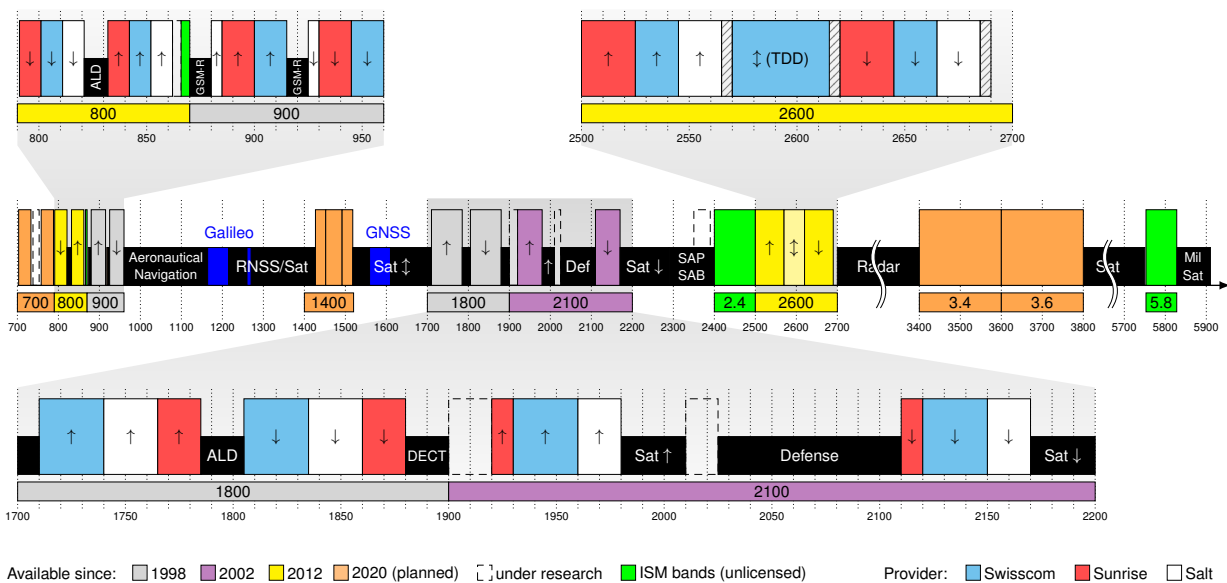 ↓ ↓ ↓ ALD ↑ ↑ ↑ GSM-R ↑ ↑ ↑ GSM-R ↓ ↓ ↓
800 900
800 850 900 950
↑ ↑ ↑ ↕ (TDD) ↓ ↓ ↓
2600
2500 2550 2600 2650 2700
Galileo GNSS
↓ ↑ ↑ ↓ Aeronautical Navigation RNSS/Sat Sat ↕ ↑ ↓ ↑ ↑ Def ↓ Sat ↓ SAP SAB ↑ ↕ ↓ Radar Sat Mil Sat
700 800 900 1400 1800 2100 2.4 2600 3.4 3.6 5.8
700 800 900 1000 1100 1200 1300 1400 1500 1600 1700 1800 1900 2000 2100 2200 2300 2400 2500 2600 2700 3400 3500 3600 3700 3800 5700 5800 5900
↑ ↑ ↑ ALD ↓ ↓ ↓ DECT ↑ ↑ ↑ Sat ↑ Defense ↓ ↓ ↓ Sat ↓
1800 2100
1700 1750 1800 1850 1900 1950 2000 2050 2100 2150 2200
Available since: 1998 2002 2012 2020 (planned) under research ISM bands (unlicensed) Provider: Swisscom Sunrise Salt